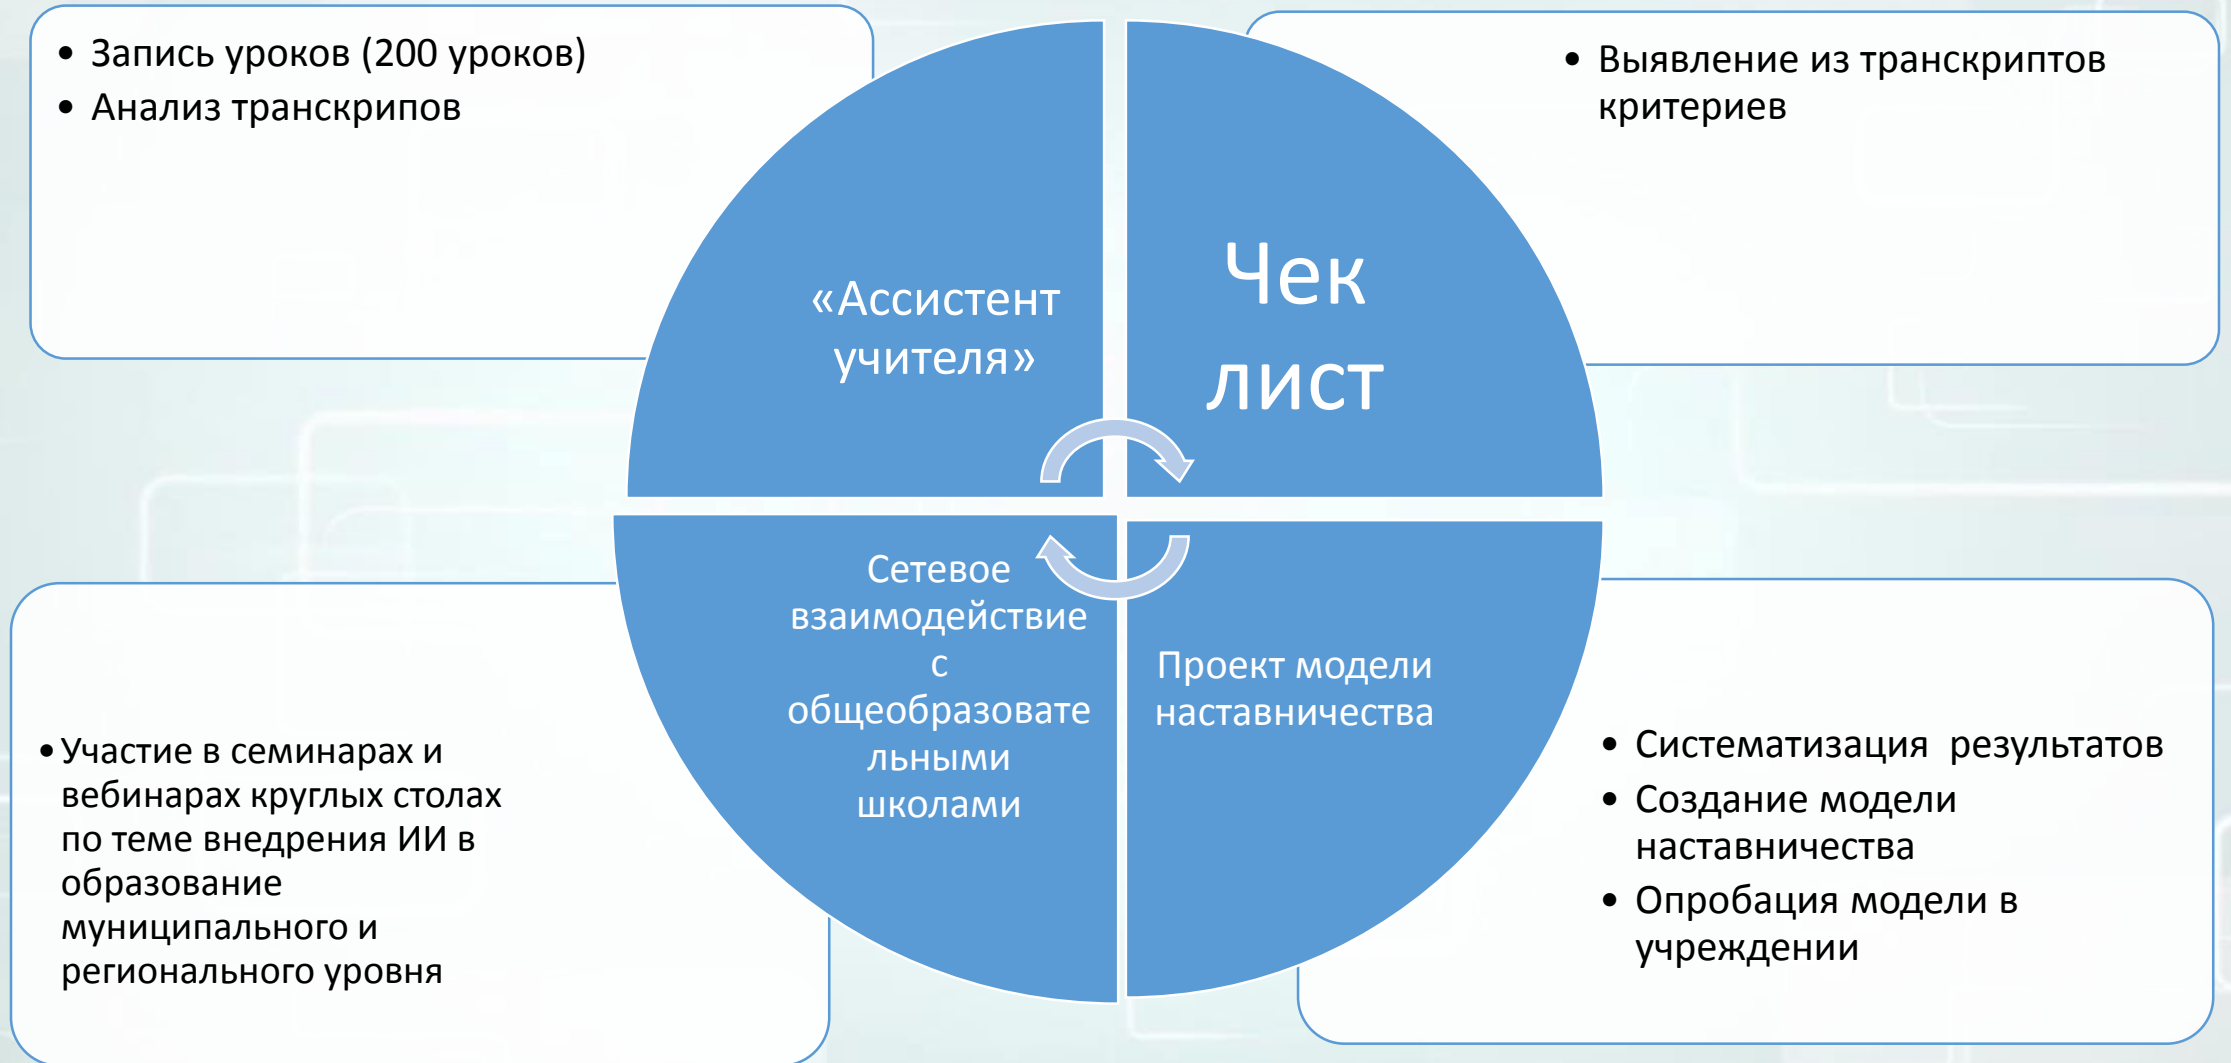 • Запись уроков (200 уроков)
• Анализ транскрипов
«Ассистент
учителя»
Чек
лист
• Выявление из транскриптов
критериев
• Участие в семинарах и
вебинарах круглых столах
по теме внедрения ИИ в
образование
муниципального и
регионального уровня
Сетевое
взаимодействие
с
общеобразовате
льными
школами
Проект модели
наставничества
• Систематизация  результатов
• Создание модели
наставничества
• Опробация модели в
учреждении